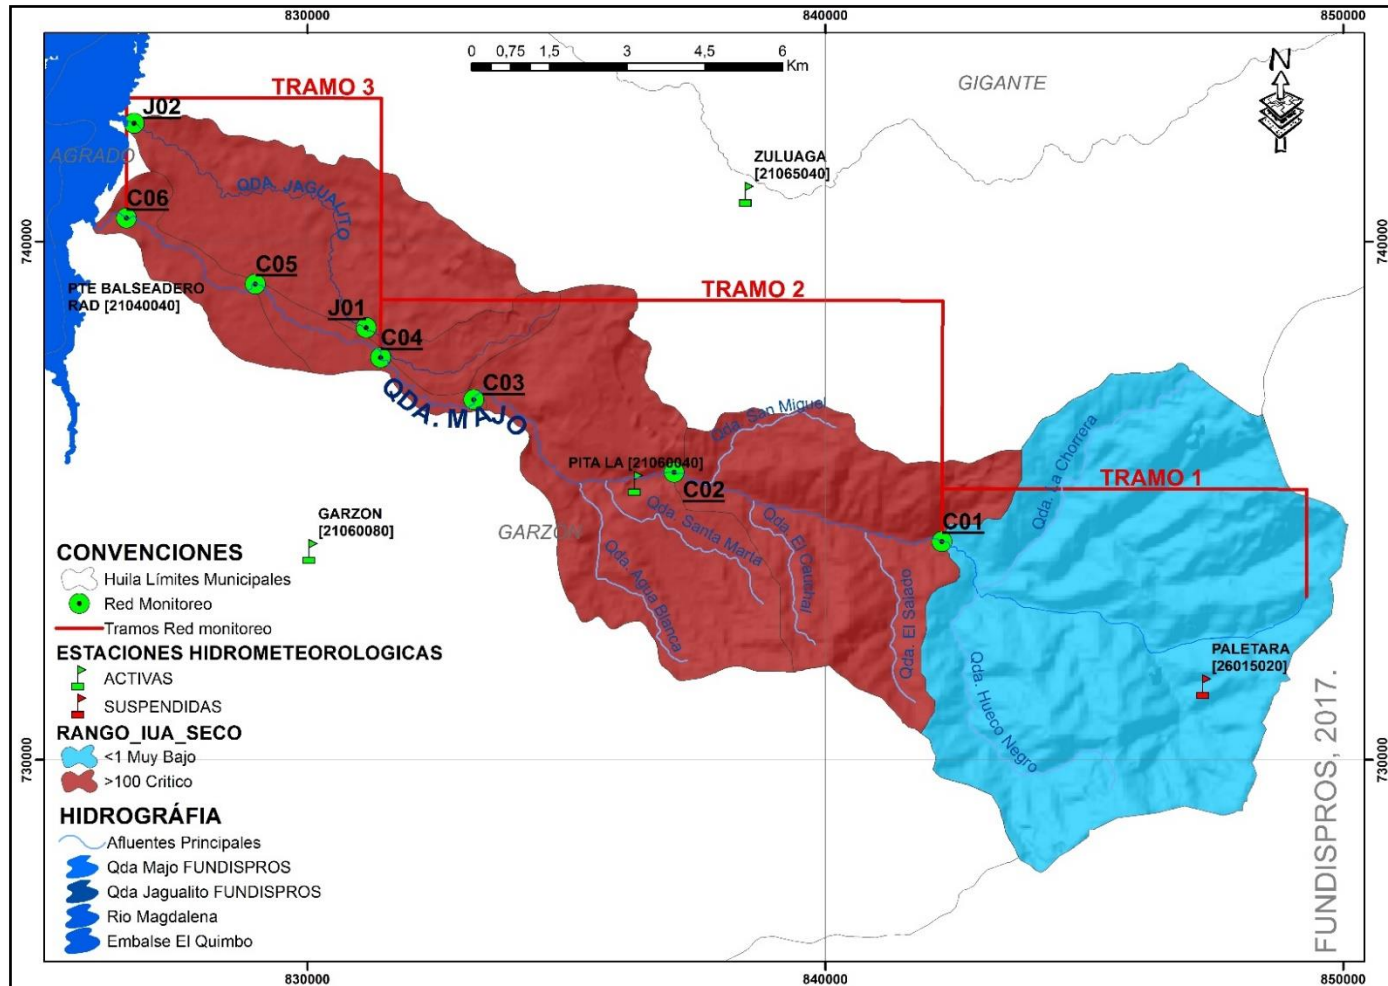 830000
840000
850000
0 0,75 1,5 3 4,5 6
Km
N
TRAMO 3
GIGANTE
J02
AGRADO
ZULUAGA
[21065040]
QDA. JAGUALITO
C06
740000
740000
C05
PTE BALSEADERO
RAD [21040040]
TRAMO 2
J01
C04
C03
QDA. MAJO
Qda. San Miguel
Qda. La Chorrera
PITA LA [21060040]
C02
TRAMO 1
GARZON
[21060080]
GARZON
Qda. Santa Marta
Qda. El Cauchal
C01
Qda. Agua Blanca
Qda. El Salado
Qda. Hueco Negro
PALETARA
[26015020]
CONVENCIONES
Huila Límites Municipales
Red Monitoreo
Tramos Red monitoreo
ESTACIONES HIDROMETEOROLOGICAS
ACTIVAS
SUSPENDIDAS
RANGO_IUA_SECO
<1 Muy Bajo
>100 Critico
730000
730000
HIDROGRÁFIA
Afluentes Principales
Qda Majo FUNDISPROS
Qda Jagualito FUNDISPROS
Rio Magdalena
Embalse El Quimbo
FUNDISPROS, 2017.
830000
840000
850000